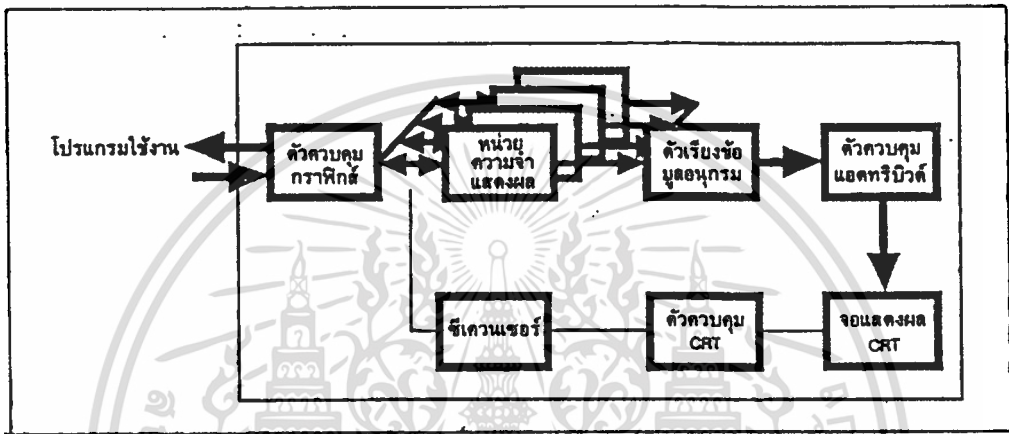 โปรแกรมใช้งาน
ตัวควบคุม
กราฟิกส์
หน่วย
ความจำ
แสดงผล
ตัวเรียงข้อ
มูลอนุกรม
ตัวควบคุม
แอตทริบิวต์
ซีเควนเซอร์
ตัวควบคุม
CRT
จอแสดงผล
CRT